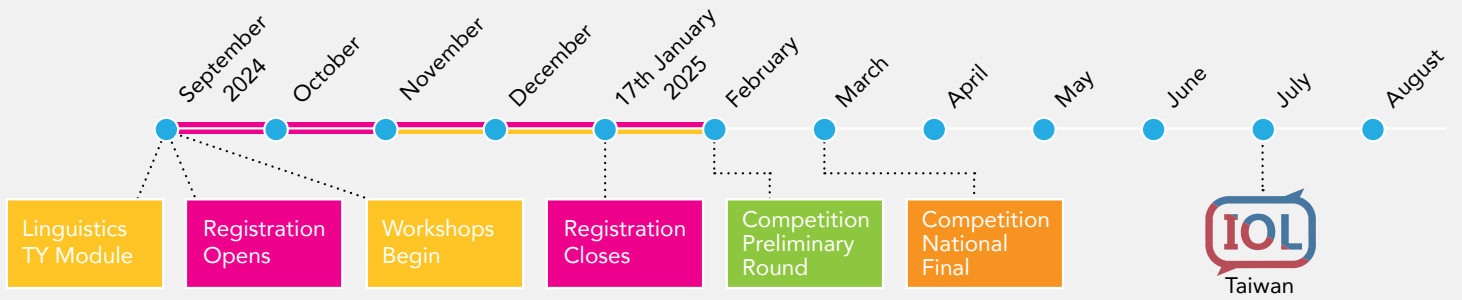 September
2024
October
November
December
17th January
2025
February
March
April
May
June
July
August
Linguistics
TY Module
Registration
Opens
Workshops
Begin
Registration
Closes
Competition
Preliminary
Round
Competition
National
Final
IOL
Taiwan